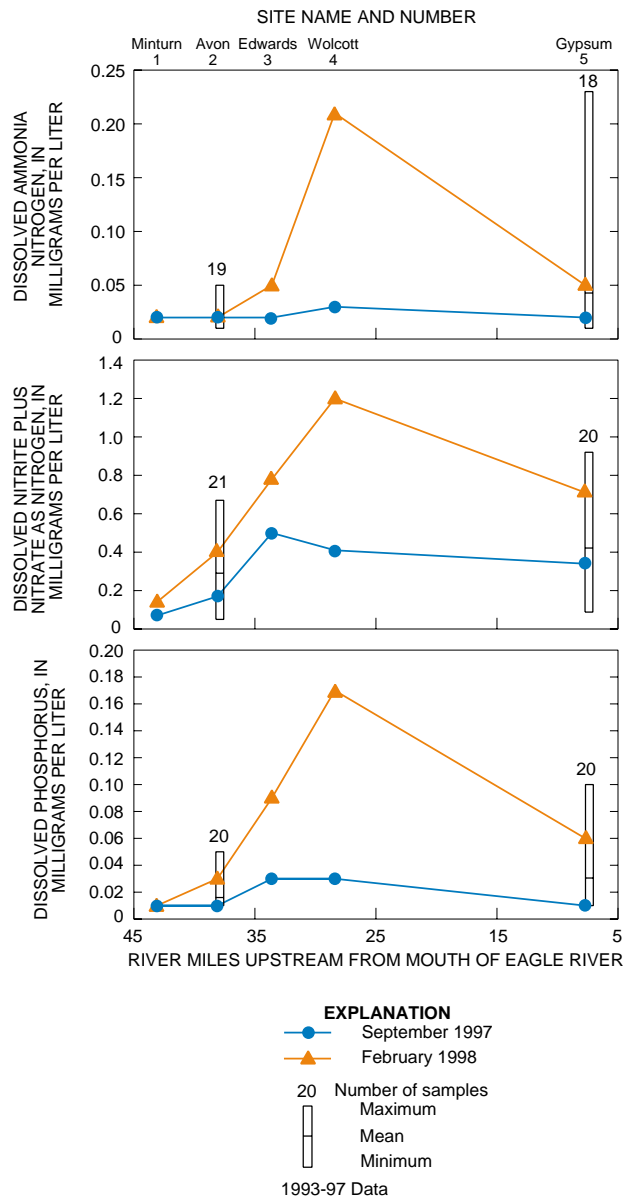 SITE NAME AND NUMBER
Minturn Avon Edwards Wolcott Gypsum
1 2 3 4 5
DISSOLVED AMMONIA
NITROGEN, IN
MILLIGRAMS PER LITER
0.25
0.20
0.15
0.10
0.05
0
19
18
DISSOLVED NITRITE PLUS
NITRATE AS NITROGEN, IN
MILLIGRAMS PER LITER
1.4
1.2
1.0
0.8
0.6
0.4
0.2
0
21
20
DISSOLVED PHOSPHORUS, IN
MILLIGRAMS PER LITER
0.20
0.18
0.16
0.14
0.12
0.10
0.08
0.06
0.04
0.02
0
20
20
45 35 25 15 5
RIVER MILES UPSTREAM FROM MOUTH OF EAGLE RIVER
EXPLANATION
September 1997
February 1998
20 Number of samples
Maximum
Mean
Minimum
1993-97 Data